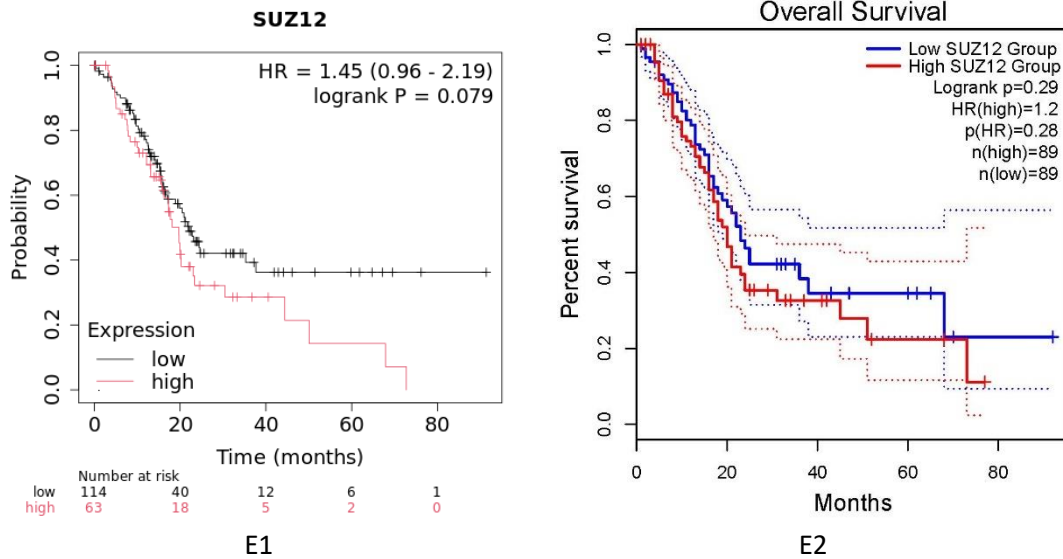 SUZ12
HR = 1.45 (0.96 - 2.19)
logrank P = 0.079
Probability
1.0
0.8
0.6
0.4
0.2
0.0
Expression
low
high
0 20 40 60 80
Time (months)
Number at risk
low 114 40 12 6 1
high 63 18 5 2 0
E1
Overall Survival
Low SUZ12 Group
High SUZ12 Group
Logrank p=0.29
HR(high)=1.2
p(HR)=0.28
n(high)=89
n(low)=89
Percent survival
1.0
0.8
0.6
0.4
0.2
0.0
0 20 40 60 80
Months
E2